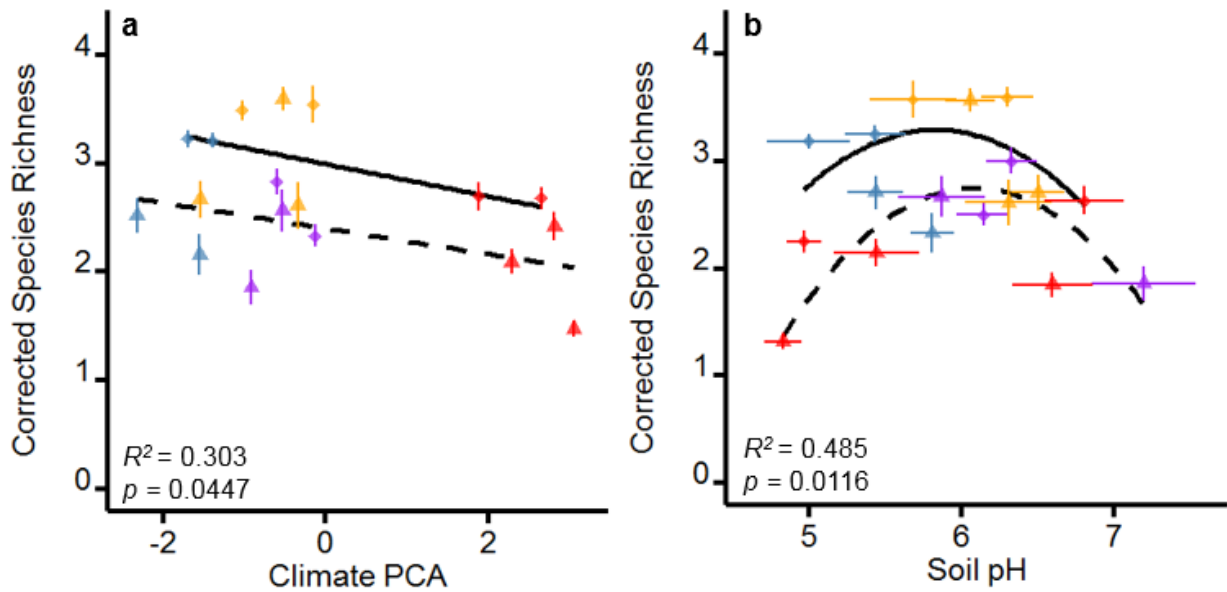 a
Corrected Species Richness
4
3
2
1
0
R² = 0.303
p = 0.0447
-2
0
2
Climate PCA
b
Corrected Species Richness
4
3
2
1
0
R² = 0.485
p = 0.0116
5
6
7
Soil pH